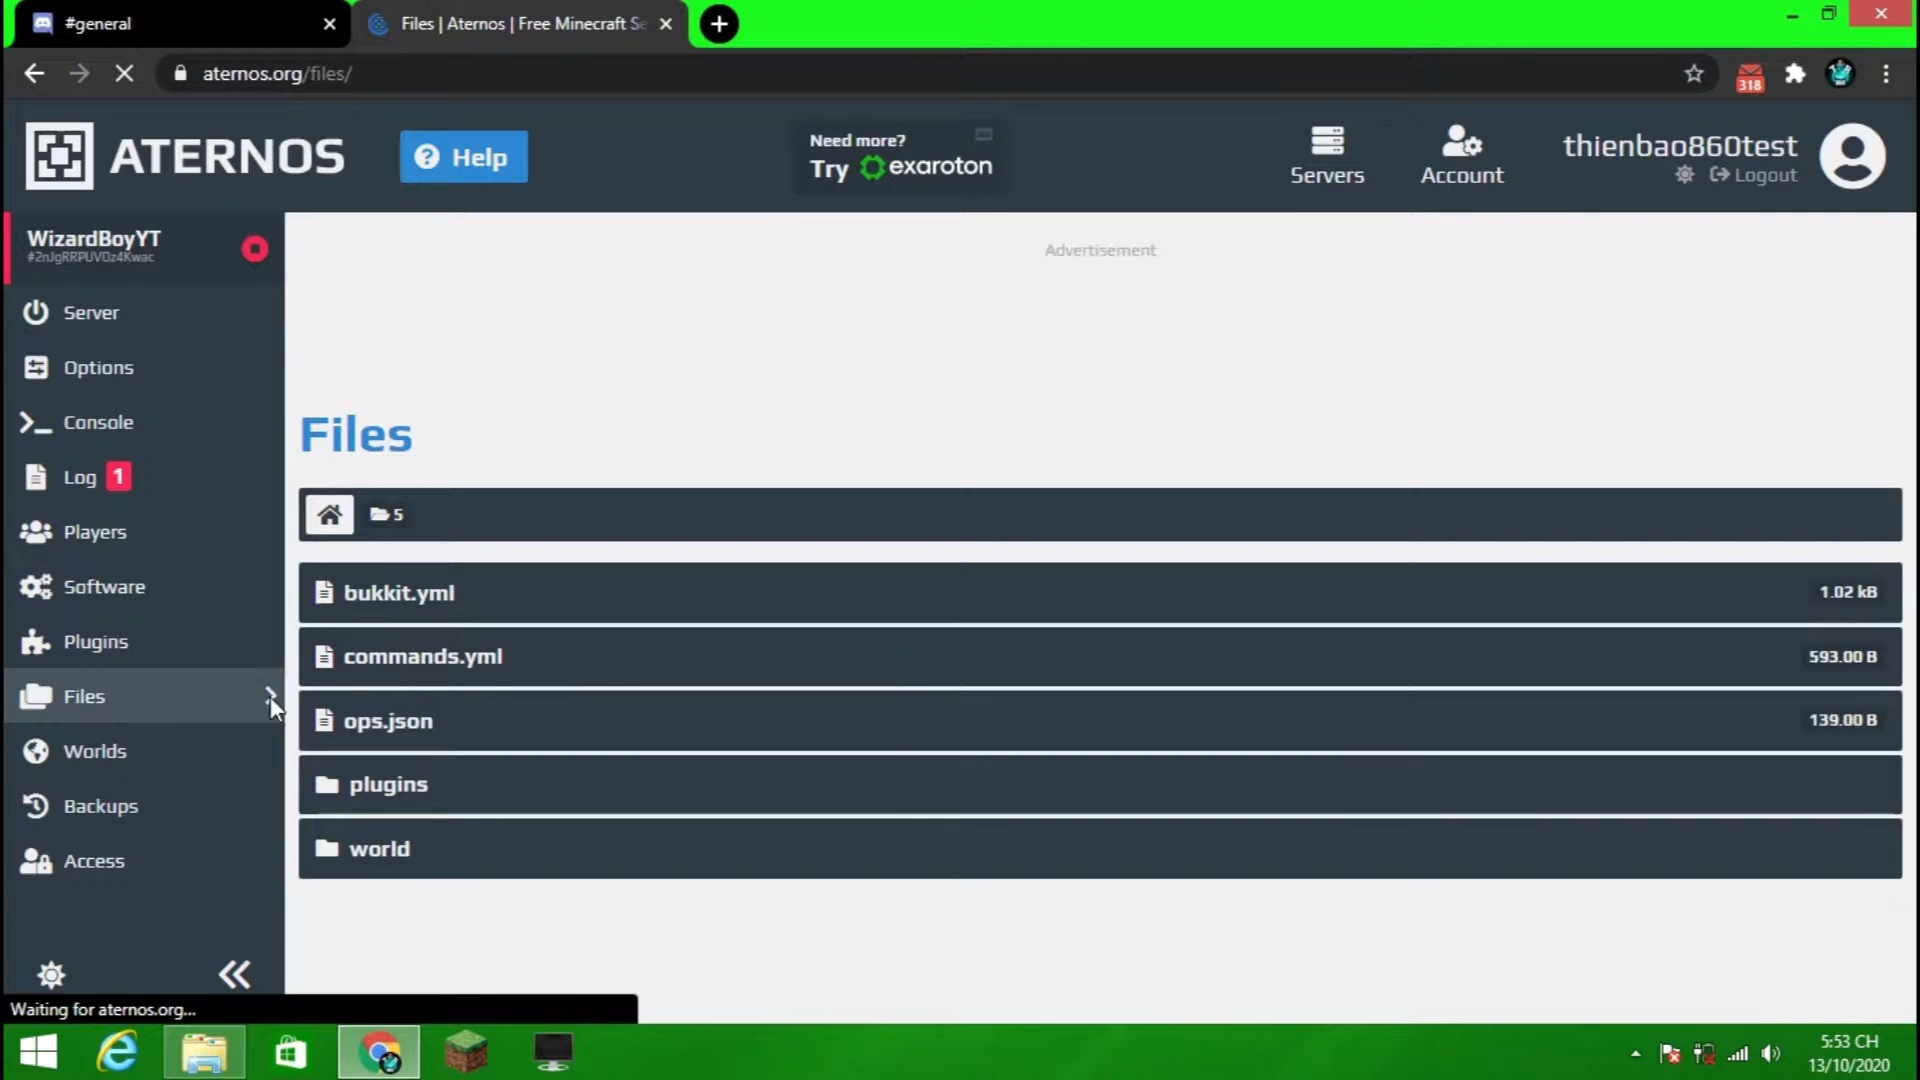 #general
Files | Aternos | Free Minecraft Se
aternos.org/files/
318
ATERNOS
Help
Need more?
Try exaroton
Servers
Account
thienbao860test
Logout
WizardBoyYT
Advertisement
Server
Options
Console
Log 1
Players
Software
Plugins
Files
Worlds
Backups
Access
Files
5
bukkit.yml 1.02 kB
commands.yml 593.00 B
ops.json 139.00 B
plugins
world
Waiting for aternos.org...
5:53 CH
13/10/2020